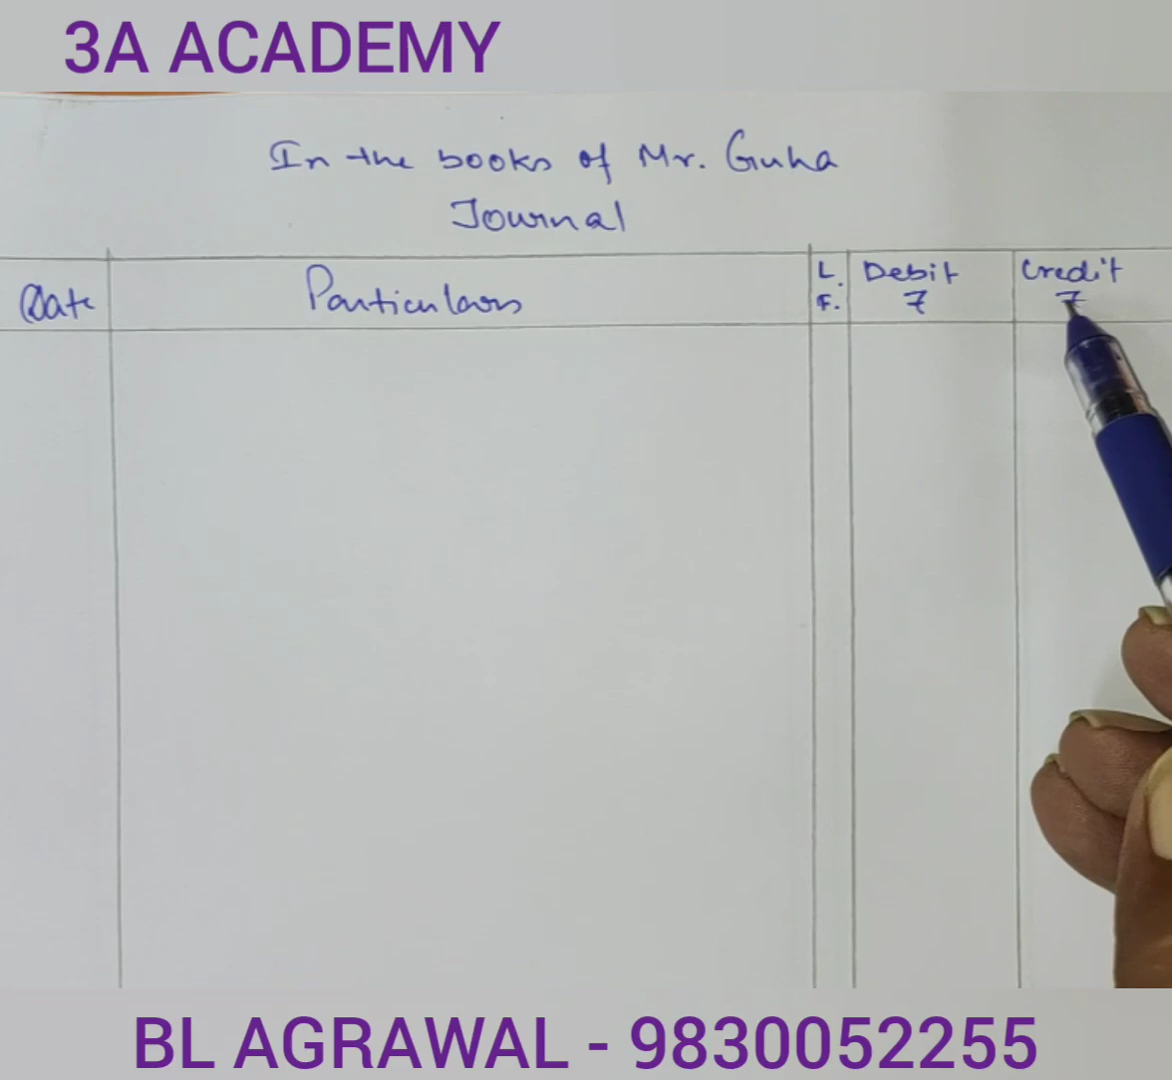 3A ACADEMY
In the books of Mr. Guha
Journal
Date Particulars L.F. Debit ₹ Credit ₹
BL AGRAWAL - 9830052255